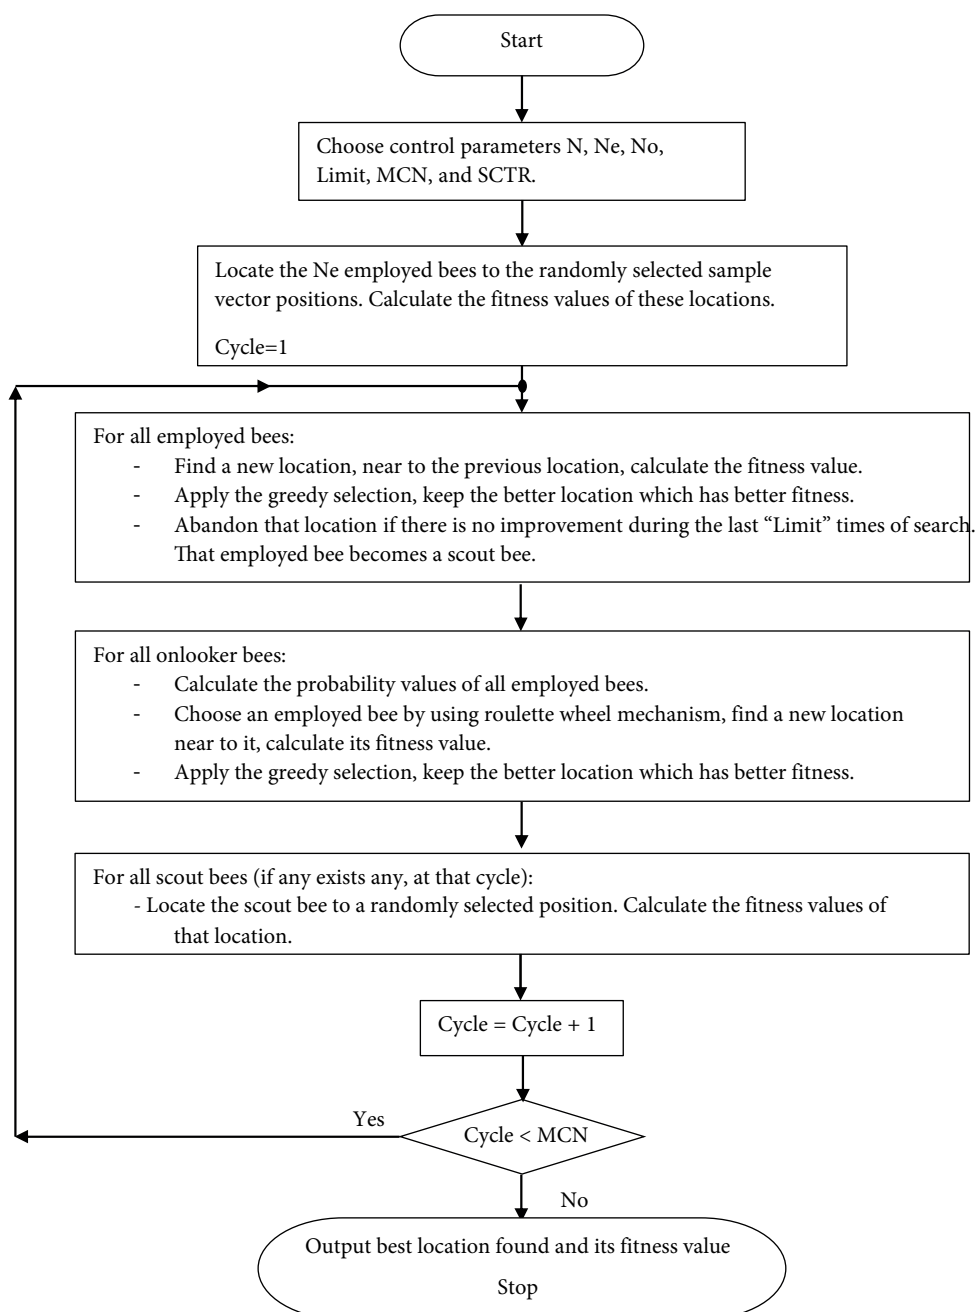 Start
Choose control parameters N, Ne, No,
Limit, MCN, and SCTR.
Locate the Ne employed bees to the randomly selected sample
vector positions. Calculate the fitness values of these locations.
Cycle=1
For all employed bees:
- Find a new location, near to the previous location, calculate the fitness value.
- Apply the greedy selection, keep the better location which has better fitness.
- Abandon that location if there is no improvement during the last “Limit” times of search.
That employed bee becomes a scout bee.
For all onlooker bees:
- Calculate the probability values of all employed bees.
- Choose an employed bee by using roulette wheel mechanism, find a new location
near to it, calculate its fitness value.
- Apply the greedy selection, keep the better location which has better fitness.
For all scout bees (if any exists any, at that cycle):
- Locate the scout bee to a randomly selected position. Calculate the fitness values of
that location.
Cycle = Cycle + 1
Yes
Cycle < MCN
No
Output best location found and its fitness value
Stop